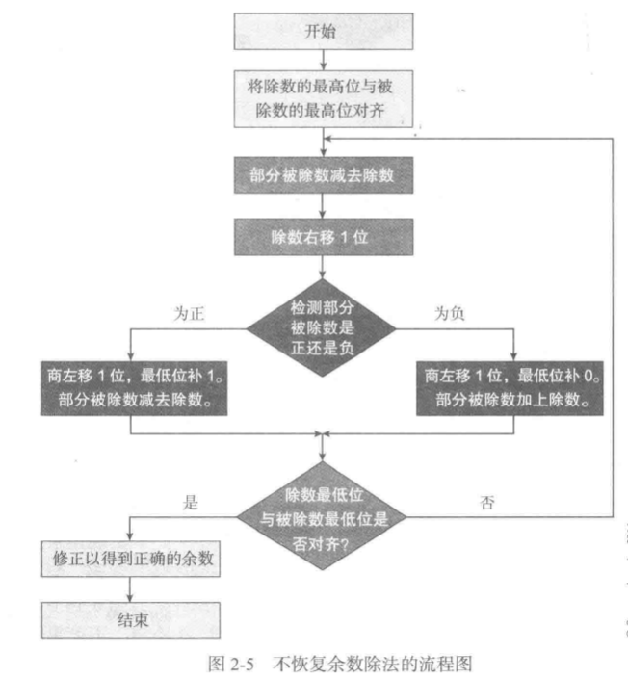 开始
将除数的最高位与被
除数的最高位对齐
部分被除数减去除数
除数右移1位
检测部分
被除数是
正还是负
为正
为负
商左移1位，最低位补1。
部分被除数减去除数。
商左移1位，最低位补0。
部分被除数加上除数。
除数最低位
与被除数最低位是
否对齐?
是
否
修正以得到正确的余数
结束
图2-5 不恢复余数除法的流程图